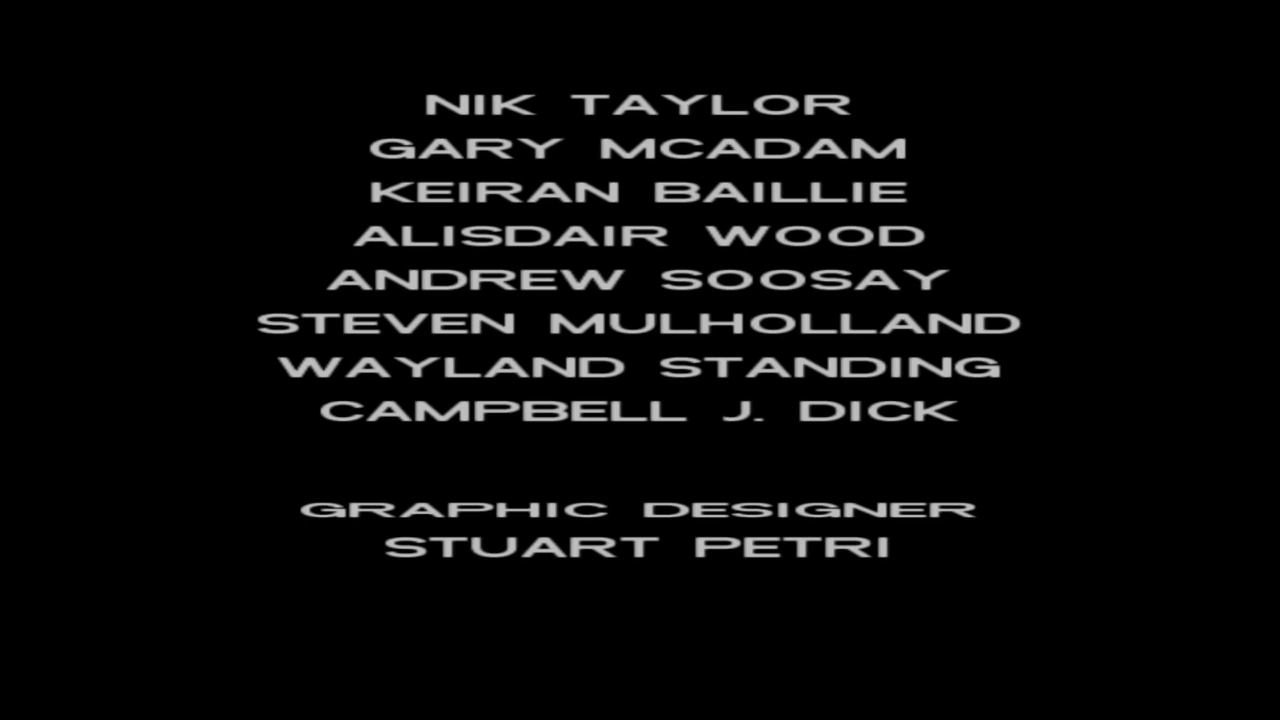 NIK TAYLOR
GARY MCADAM
KEIRAN BAILLIE
ALISDAIR WOOD
ANDREW SOOSAY
STEVEN MULHOLLAND
WAYLAND STANDING
CAMPBELL J. DICK
GRAPHIC DESIGNER
STUART PETRI